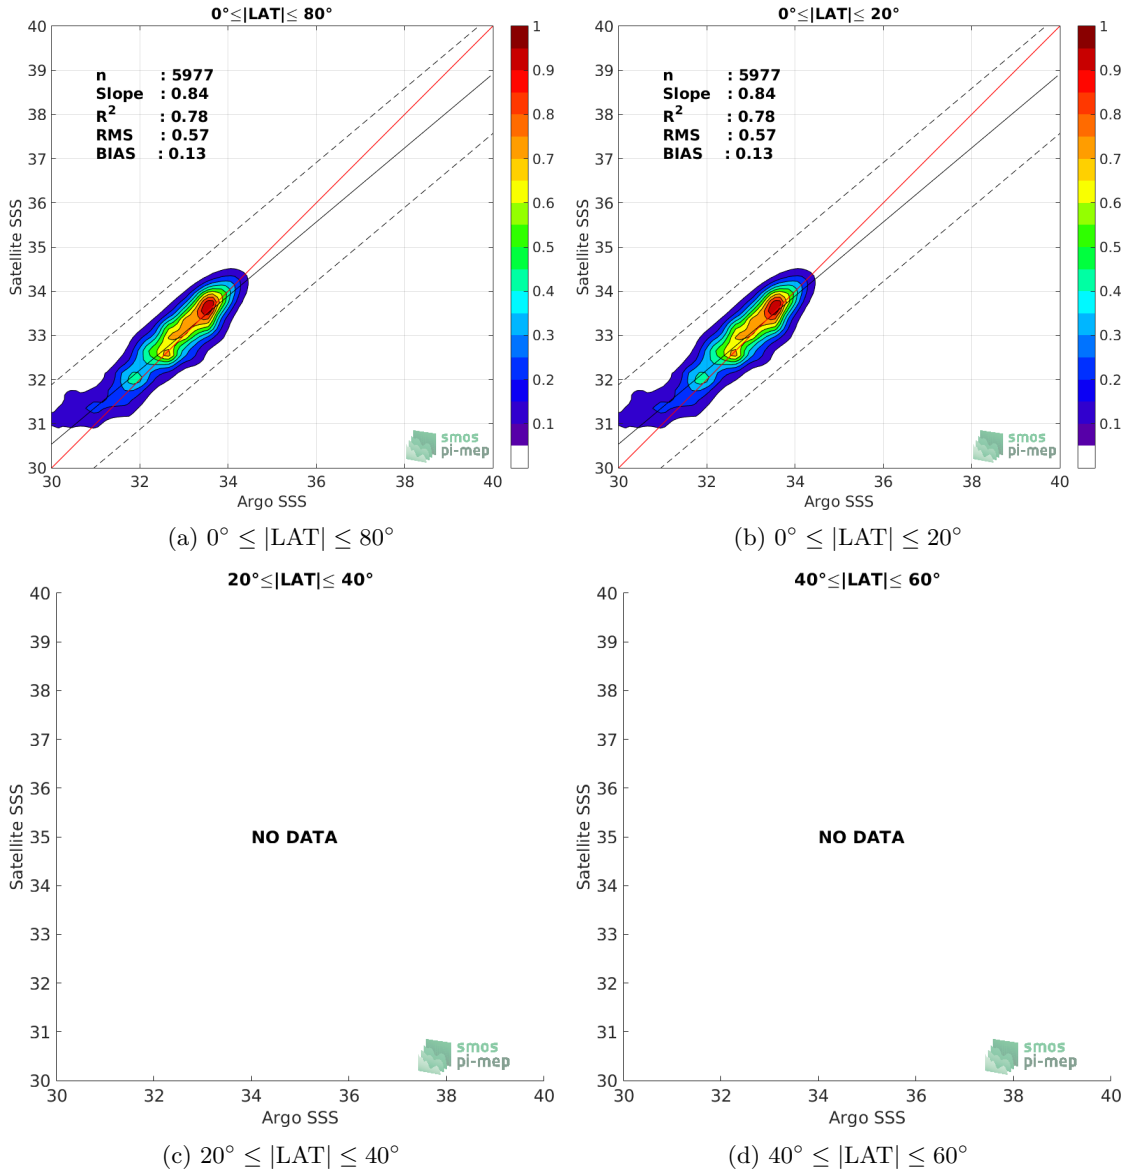 0°≤|LAT|≤ 80°
40
39
38
37
36
35
34
33
32
31
30
Satellite SSS
n : 5977
Slope : 0.84
R² : 0.78
RMS : 0.57
BIAS : 0.13
smos
pi-mep
30 32 34 36 38 40
Argo SSS
1
0.9
0.8
0.7
0.6
0.5
0.4
0.3
0.2
0.1
(a) 0° ≤ |LAT| ≤ 80°
0°≤|LAT|≤ 20°
40
39
38
37
36
35
34
33
32
31
30
Satellite SSS
n : 5977
Slope : 0.84
R² : 0.78
RMS : 0.57
BIAS : 0.13
smos
pi-mep
30 32 34 36 38 40
Argo SSS
1
0.9
0.8
0.7
0.6
0.5
0.4
0.3
0.2
0.1
(b) 0° ≤ |LAT| ≤ 20°
20°≤|LAT|≤ 40°
40
39
38
37
36
35
34
33
32
31
30
Satellite SSS
NO DATA
smos
pi-mep
30 32 34 36 38 40
Argo SSS
(c) 20° ≤ |LAT| ≤ 40°
40°≤|LAT|≤ 60°
40
39
38
37
36
35
34
33
32
31
30
Satellite SSS
NO DATA
smos
pi-mep
30 32 34 36 38 40
Argo SSS
(d) 40° ≤ |LAT| ≤ 60°